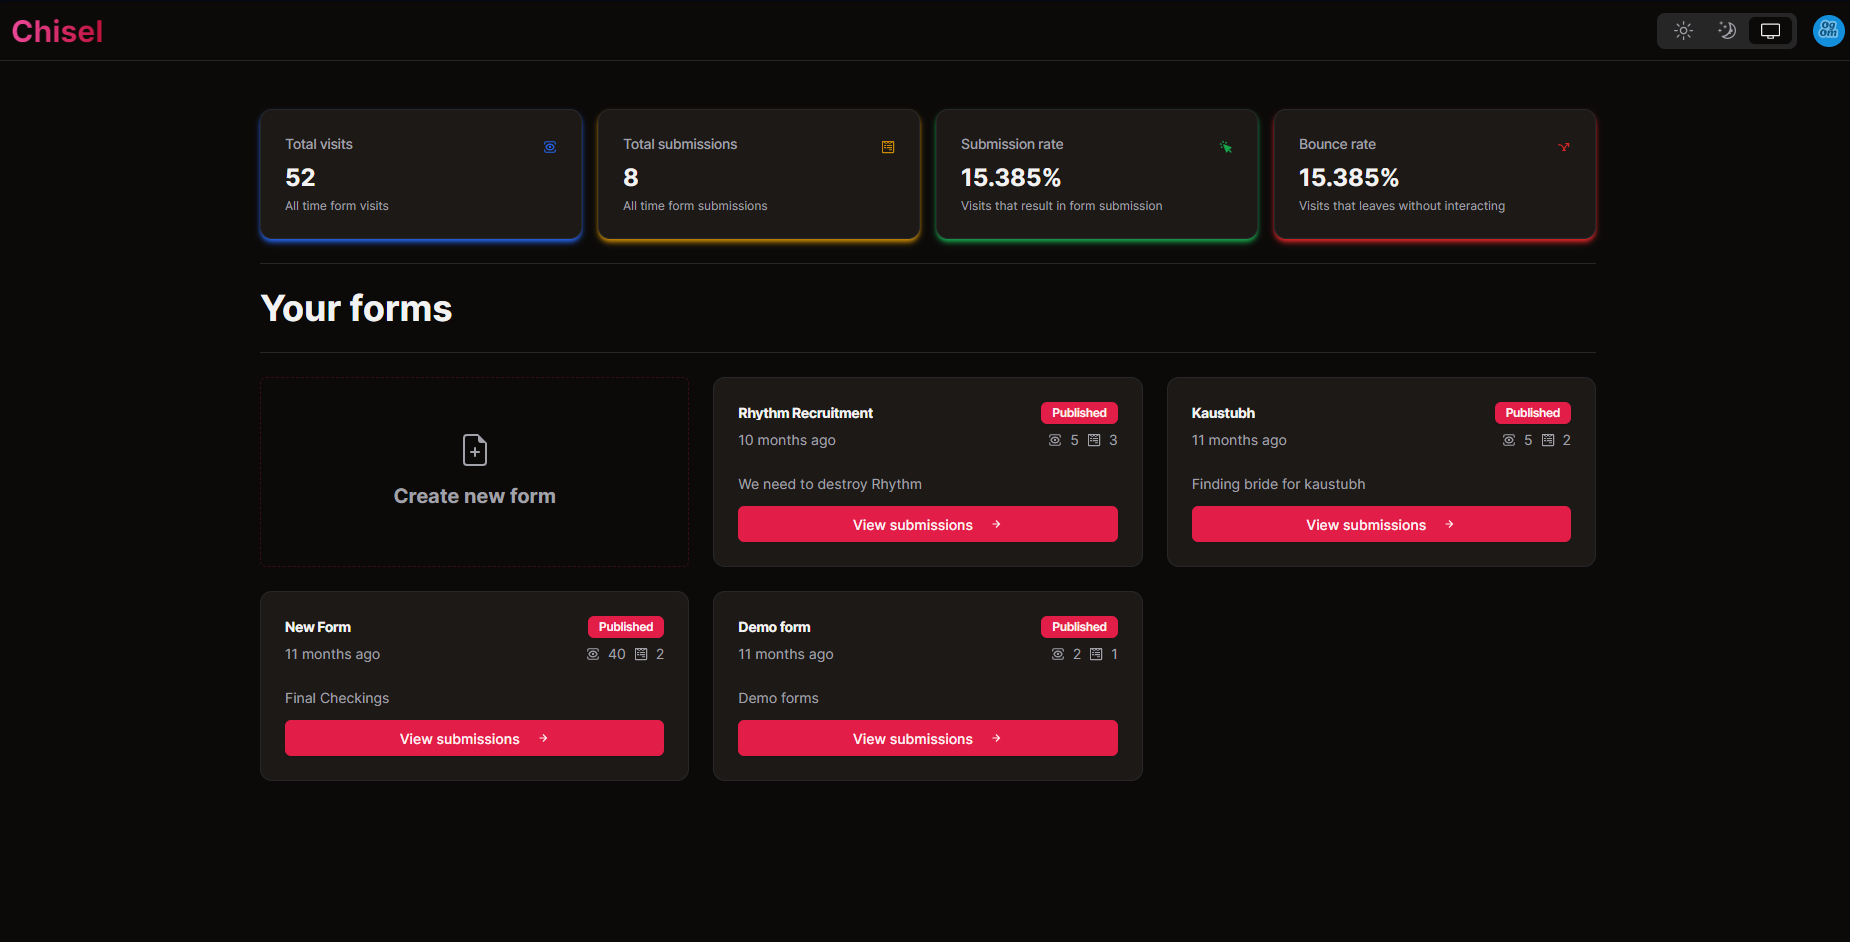 Chisel
Og
Om
Total visits
52
All time form visits
Total submissions
8
All time form submissions
Submission rate
15.385%
Visits that result in form submission
Bounce rate
15.385%
Visits that leaves without interacting
Your forms
Create new form
Rhythm Recruitment
Published
10 months ago
5 3
We need to destroy Rhythm
View submissions →
Kaustubh
Published
11 months ago
5 2
Finding bride for kaustubh
View submissions →
New Form
Published
11 months ago
40 2
Final Checkings
View submissions →
Demo form
Published
11 months ago
2 1
Demo forms
View submissions →